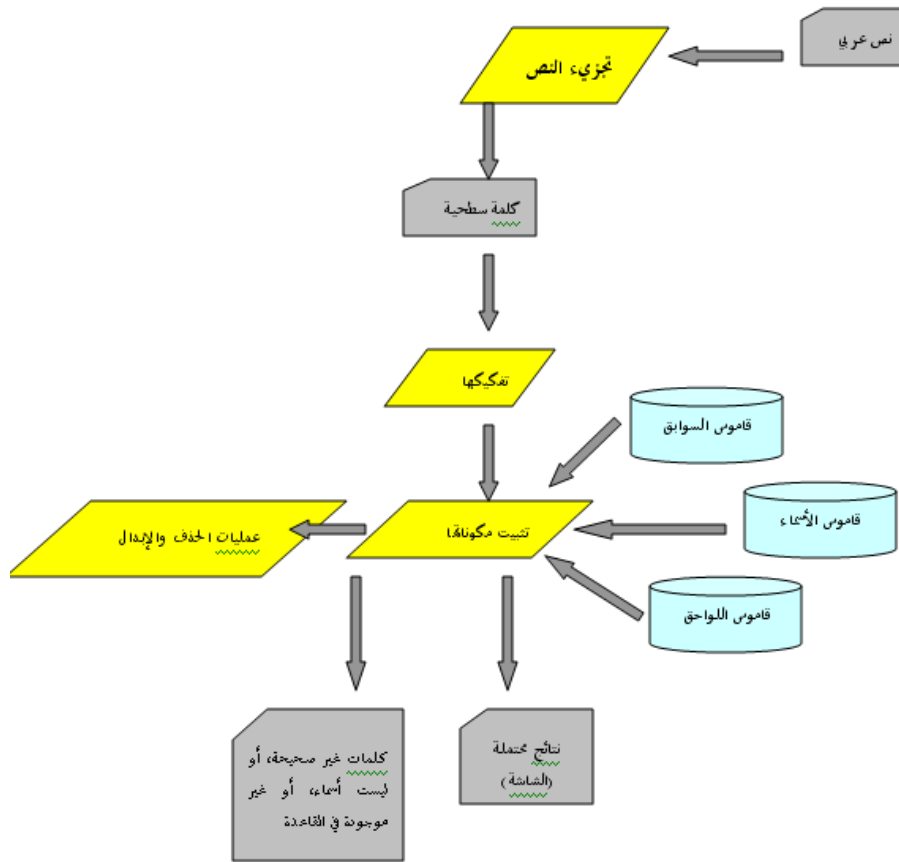 نص عربي
تجزيء النص
كلمة سطحية
تفكيكها
قاموس السوابق
قاموس الأسماء
تثبيت مكوناتها
عمليات الحذف والإبدال
قاموس اللواحق
نتائج محتملة
(الشاشة)
كلمات غير صحيحة، أو
ليست أسماء، أو غير
موجودة في القاعدة